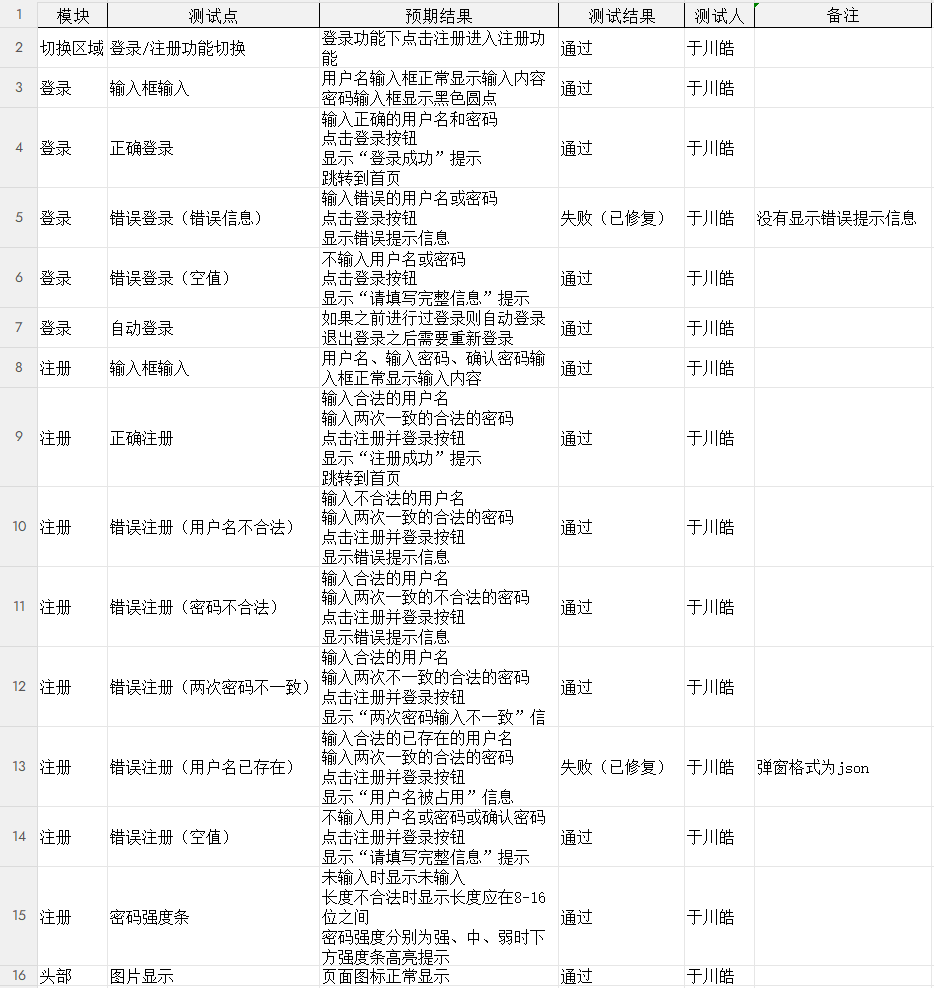 1 模块 测试点 预期结果 测试结果 测试人 备注
2 切换区域 登录/注册功能切换 登录功能下点击注册进入注册功
能 通过 于川皓
3 登录 输入框输入 用户名输入框正常显示输入内容
密码输入框显示黑色圆点 通过 于川皓
4 登录 正确登录 输入正确的用户名和密码
点击登录按钮
显示“登录成功”提示
跳转到首页 通过 于川皓
5 登录 错误登录（错误信息） 输入错误的用户名或密码
点击登录按钮
显示错误提示信息 失败（已修复） 于川皓 没有显示错误提示信息
6 登录 错误登录（空值） 不输入用户名或密码
点击登录按钮
显示“请填写完整信息”提示 通过 于川皓
7 登录 自动登录 如果之前进行过登录则自动登录
退出登录之后需要重新登录 通过 于川皓
8 注册 输入框输入 用户名、输入密码、确认密码输
入框正常显示输入内容 通过 于川皓
9 注册 正确注册 输入合法的用户名
输入两次一致的合法的密码
点击注册并登录按钮
显示“注册成功”提示
跳转到首页 通过 于川皓
10 注册 错误注册（用户名不合法） 输入不合法的用户名
输入两次一致的合法的密码
点击注册并登录按钮
显示错误提示信息 通过 于川皓
11 注册 错误注册（密码不合法） 输入合法的用户名
输入两次一致的不合法的密码
点击注册并登录按钮
显示错误提示信息 通过 于川皓
12 注册 错误注册（两次密码不一致） 输入合法的用户名
输入两次不一致的合法的密码
点击注册并登录按钮
显示“两次密码输入不一致”信 通过 于川皓
13 注册 错误注册（用户名已存在） 输入合法的已存在的用户名
输入两次一致的合法的密码
点击注册并登录按钮
显示“用户名被占用”信息 失败（已修复） 于川皓 弹窗格式为json
14 注册 错误注册（空值） 不输入用户名或密码或确认密码
点击注册并登录按钮
显示“请填写完整信息”提示 通过 于川皓
15 注册 密码强度条 未输入时显示未输入
长度不合法时显示长度应在8-16
位之间
密码强度分别为强、中、弱时下
方强度条高亮提示 通过 于川皓
16 头部 图片显示 页面图标正常显示 通过 于川皓